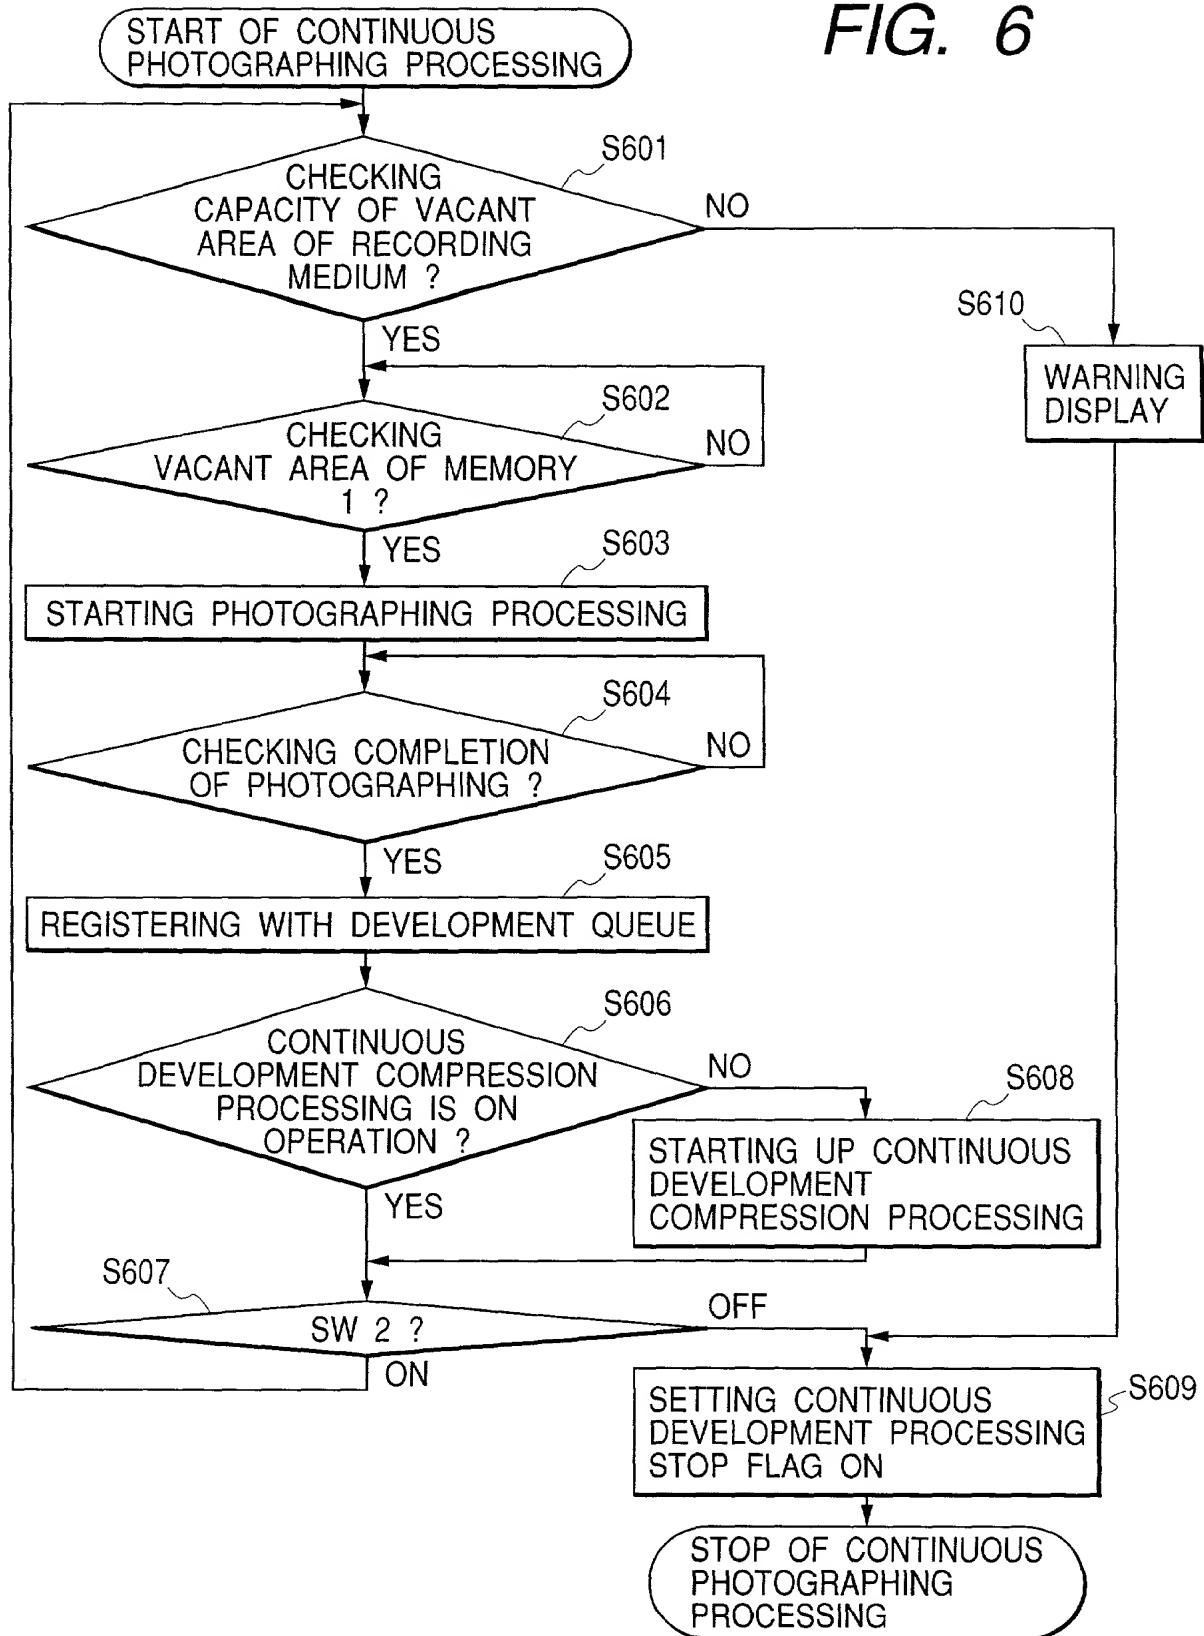 FIG. 6
START OF CONTINUOUS
PHOTOGRAPHING PROCESSING
S601
CHECKING
CAPACITY OF VACANT
AREA OF RECORDING
MEDIUM ?
NO
YES
S610
WARNING
DISPLAY
S602
CHECKING
VACANT AREA OF MEMORY
1 ?
NO
YES
S603
STARTING PHOTOGRAPHING PROCESSING
S604
CHECKING COMPLETION
OF PHOTOGRAPHING ?
NO
YES
S605
REGISTERING WITH DEVELOPMENT QUEUE
S606
CONTINUOUS
DEVELOPMENT COMPRESSION
PROCESSING IS ON
OPERATION ?
NO
YES
S608
STARTING UP CONTINUOUS
DEVELOPMENT
COMPRESSION PROCESSING
S607
SW 2 ?
OFF
ON
S609
SETTING CONTINUOUS
DEVELOPMENT PROCESSING
STOP FLAG ON
STOP OF CONTINUOUS
PHOTOGRAPHING
PROCESSING